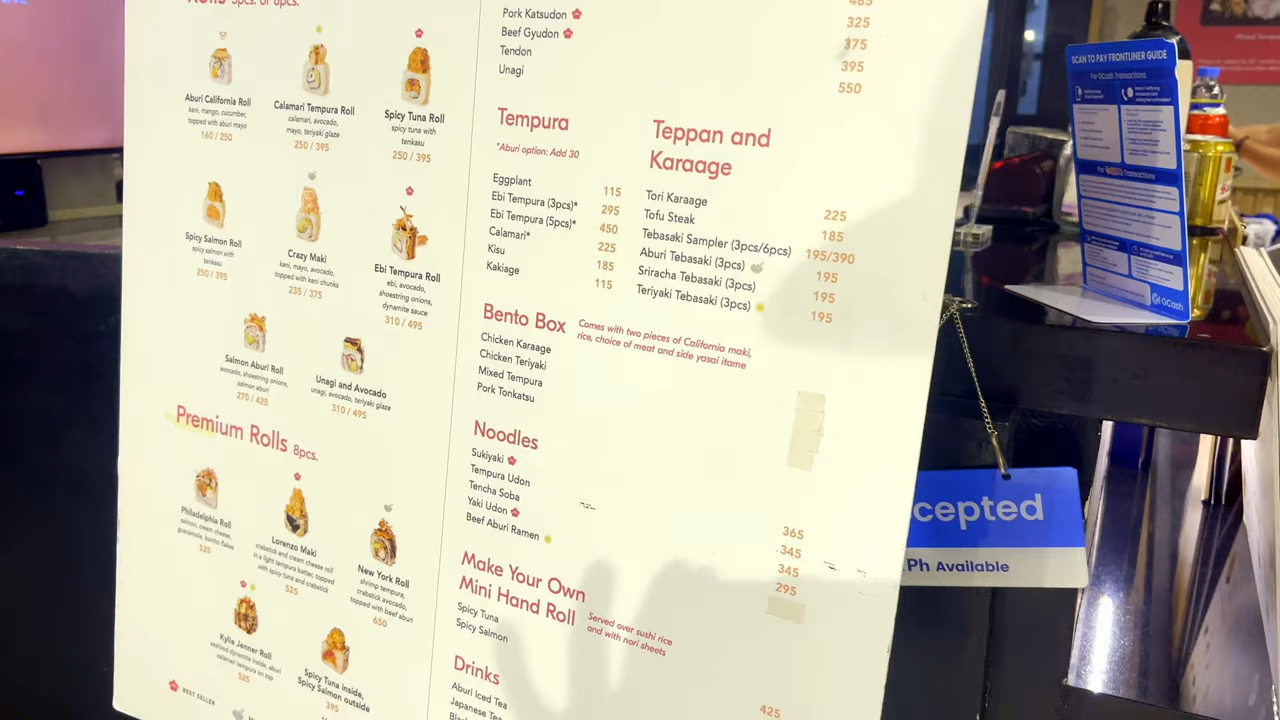 Rolls 5pcs. or 8pcs.
Aburi California Roll
kani, mango, cucumber,
topped with aburi mayo
160 / 250
Calamari Tempura Roll
calamari, avocado,
mayo, teriyaki glaze
250 / 395
Spicy Tuna Roll
spicy tuna with
tenkasu
250 / 395
Spicy Salmon Roll
spicy salmon with
tenkasu
250 / 395
Crazy Maki
kani, mayo, avocado,
topped with kani chunks
235 / 375
Ebi Tempura Roll
ebi, avocado,
shoestring onions,
dynamite sauce
310 / 495
Salmon Aburi Roll
avocado, shoestring onions,
salmon aburi
270 / 425
Unagi and Avocado
unagi, avocado, teriyaki glaze
310 / 495
Premium Rolls 8pcs.
Philadelphia Roll
salmon, cream cheese,
guacamole, bonito flakes
525
Lorenzo Maki
crabstick and cream cheese roll
in a light tempura batter, topped
with spicy tuna and crabstick
525
New York Roll
shrimp tempura,
crabstick avocado,
topped with beef aburi
650
Kylie Jenner Roll
seafood dynamite inside, aburi
calamari tempura on top
525
Spicy Tuna inside,
Spicy Salmon outside
395
BEST SELLER
485
Pork Katsudon 325
Beef Gyudon 375
Tendon 395
Unagi 550
Tempura
*Aburi option: Add 30
Eggplant 115
Ebi Tempura (3pcs)* 295
Ebi Tempura (5pcs)* 450
Calamari* 225
Kisu 185
Kakiage 115
Teppan and
Karaage
Tori Karaage 225
Tofu Steak 185
Tebasaki Sampler (3pcs/6pcs) 195/390
Aburi Tebasaki (3pcs) 195
Sriracha Tebasaki (3pcs) 195
Teriyaki Tebasaki (3pcs) 195
Bento Box
Comes with two pieces of California maki,
rice, choice of meat and side yasai itame
Chicken Karaage
Chicken Teriyaki
Mixed Tempura
Pork Tonkatsu
Noodles
Sukiyaki 365
Tempura Udon 345
Tencha Soba 345
Yaki Udon 295
Beef Aburi Ramen
Make Your Own
Mini Hand Roll
Served over sushi rice
and with nori sheets
Spicy Tuna
Spicy Salmon
425
Drinks
Aburi Iced Tea
Japanese Tea
SCAN TO PAY FRONTLINER GUIDE
For GCash Transactions
Transactions
GCash
cepted
Ph Available